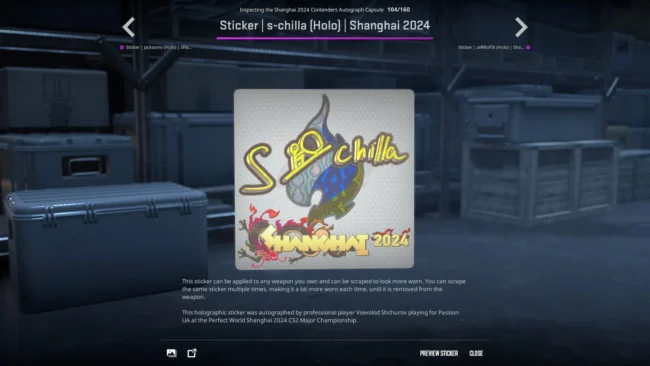 Inspecting the Shanghai 2024 Contenders Autograph Capsule 104/160
Sticker | s-chilla (Holo) | Shanghai 2024
Sticker | Jackasmo (Holo) | Sha...
Sticker | zeRRoFIX (Holo) | Sha...
S chilla
SHANGHAI 2024
This sticker can be applied to any weapon you own and can be scraped to look more worn. You can scrape
the same sticker multiple times, making it a bit more worn each time, until it is removed from the
weapon.
This holographic sticker was autographed by professional player Vsevolod Shchurov playing for Passion
UA at the Perfect World Shanghai 2024 CS2 Major Championship.
PREVIEW STICKER
CLOSE